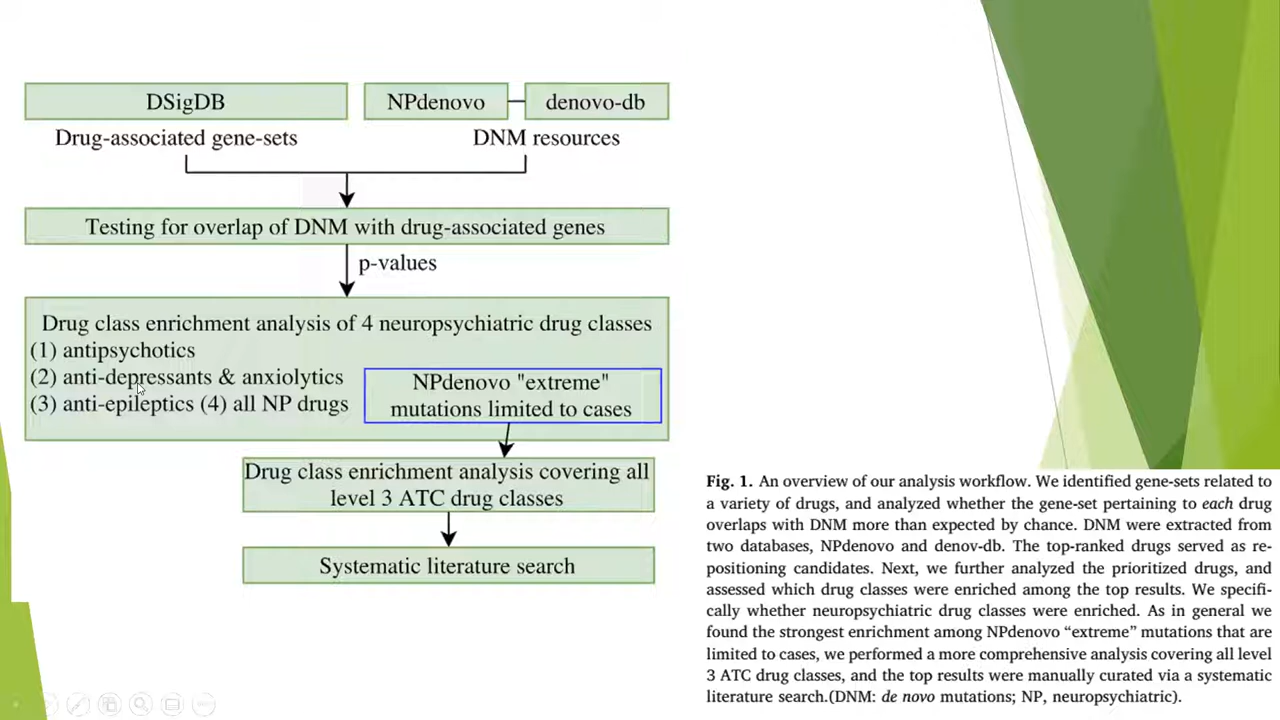 DSigDB
NPdenovo
denovo-db
Drug-associated gene-sets
DNM resources
Testing for overlap of DNM with drug-associated genes
p-values
Drug class enrichment analysis of 4 neuropsychiatric drug classes
(1) antipsychotics
(2) anti-depressants & anxiolytics
(3) anti-epileptics (4) all NP drugs
NPdenovo "extreme"
mutations limited to cases
Drug class enrichment analysis covering all
level 3 ATC drug classes
Systematic literature search
Fig. 1. An overview of our analysis workflow. We identified gene-sets related to
a variety of drugs, and analyzed whether the gene-set pertaining to each drug
overlaps with DNM more than expected by chance. DNM were extracted from
two databases, NPdenovo and denov-db. The top-ranked drugs served as re-
positioning candidates. Next, we further analyzed the prioritized drugs, and
assessed which drug classes were enriched among the top results. We specifi-
cally whether neuropsychiatric drug classes were enriched. As in general we
found the strongest enrichment among NPdenovo “extreme” mutations that are
limited to cases, we performed a more comprehensive analysis covering all level
3 ATC drug classes, and the top results were manually curated via a systematic
literature search.(DNM: de novo mutations; NP, neuropsychiatric).